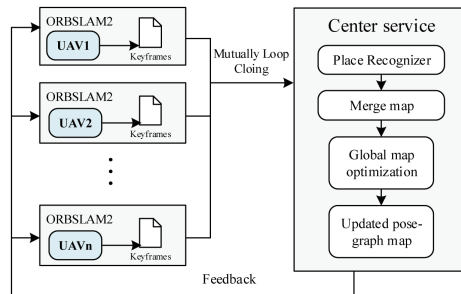 ORBSLAM2
UAV1
Keyframes
ORBSLAM2
UAV2
Keyframes
ORBSLAM2
UAVn
Keyframes
Mutually Loop
Cloing
Center service
Place Recognizer
Merge map
Global map
optimization
Updated pose-
graph map
Feedback